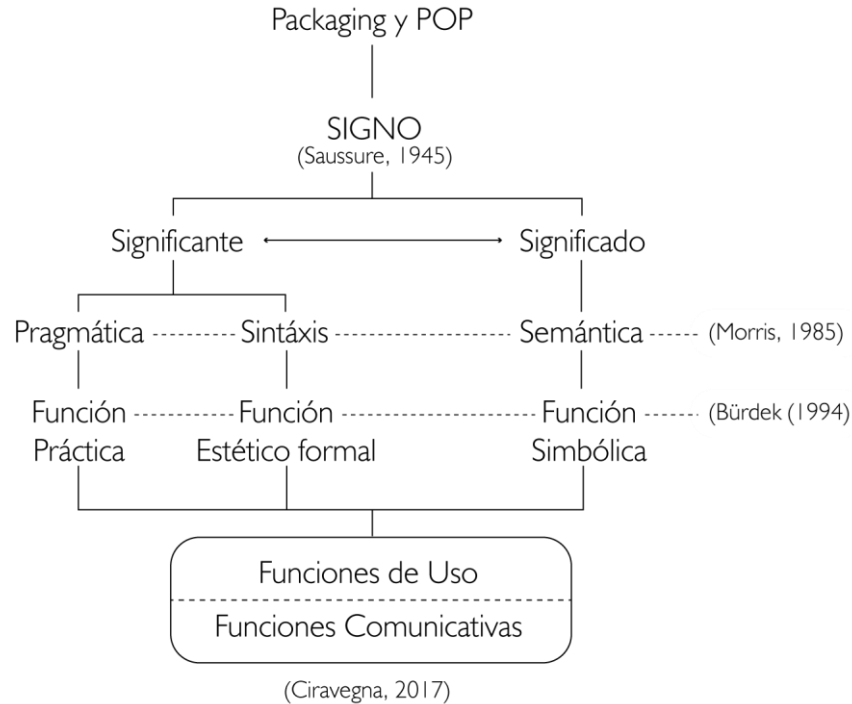 Packaging y POP
SIGNO
(Saussure, 1945)
Significante Significado
Pragmática Sintáxis Semántica (Morris, 1985)
Función Función Función (Bürdek (1994)
Práctica Estético formal Simbólica
Funciones de Uso
Funciones Comunicativas
(Ciravegna, 2017)